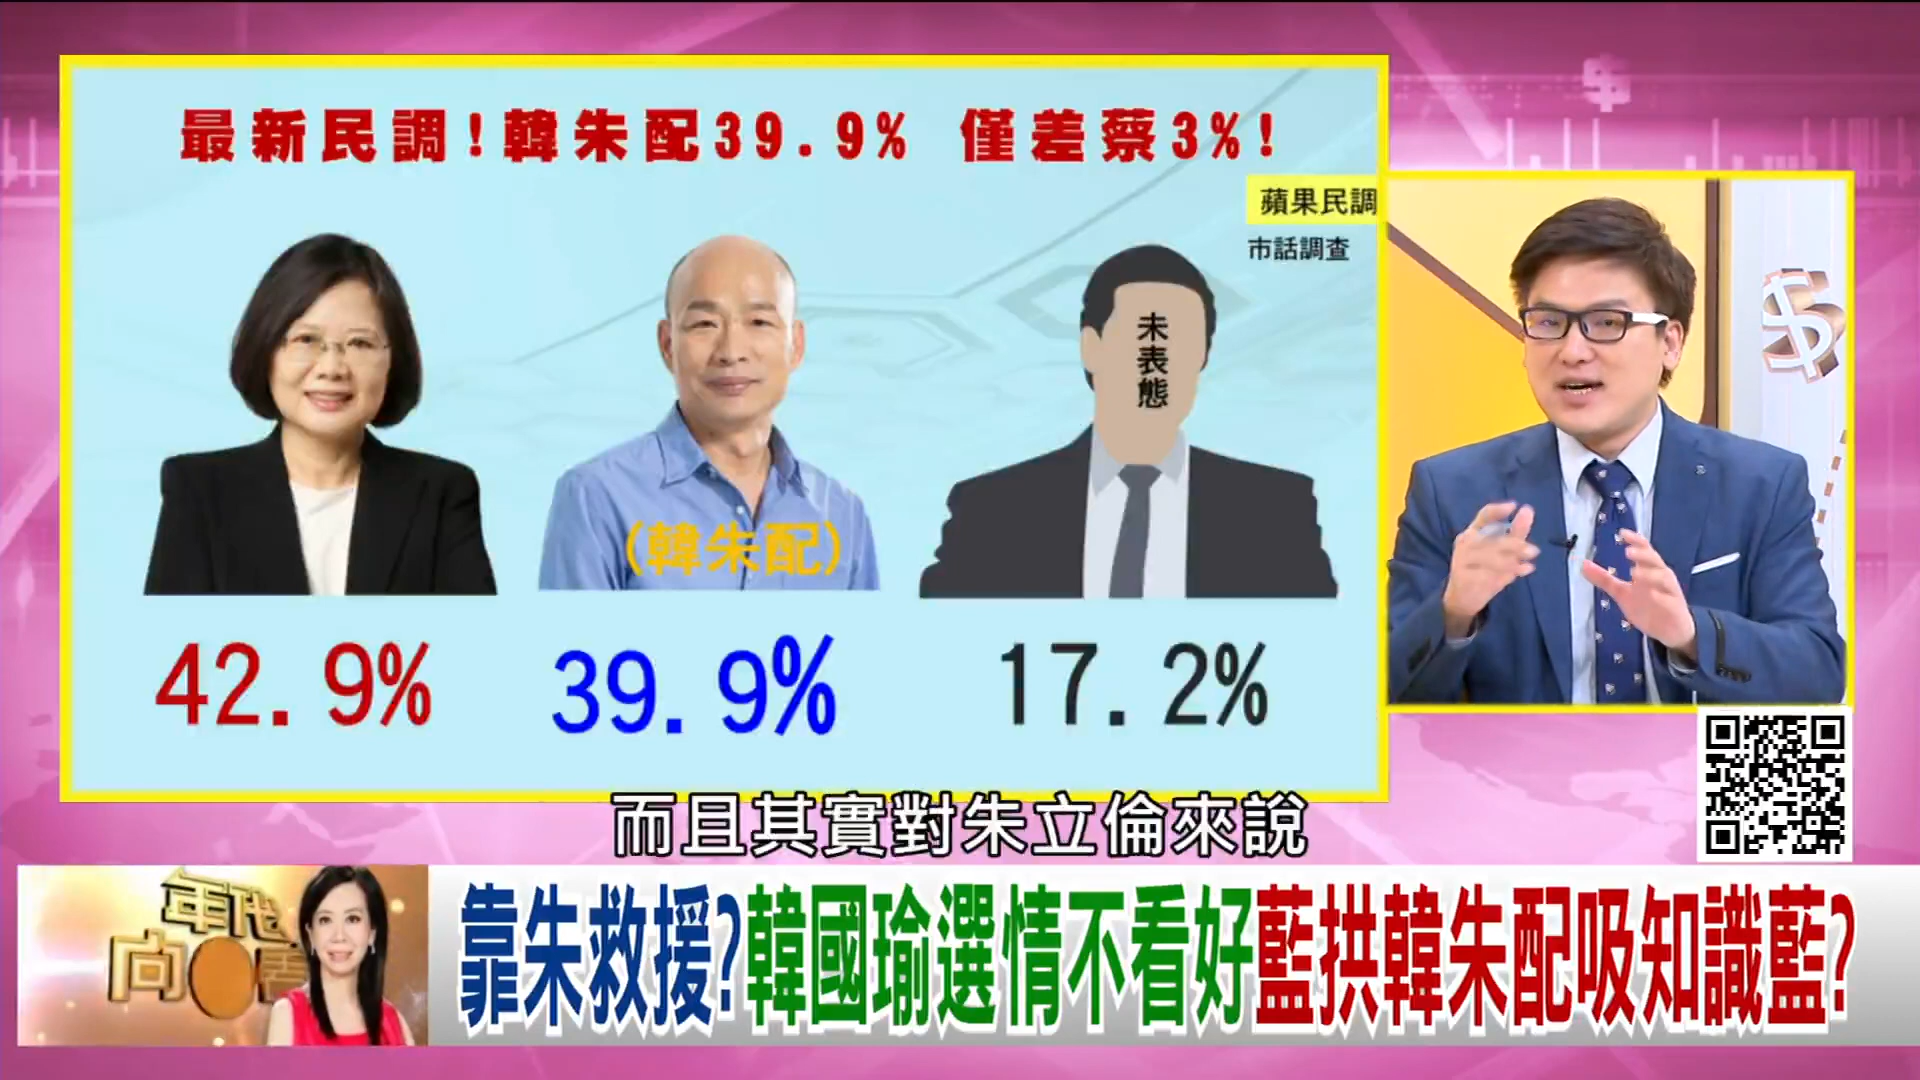 最新民調!韓朱配39.9% 僅差蔡3%!
蘋果民調
市話調查
未表態
(韓朱配)
42.9%
39.9%
17.2%
而且其實對朱立倫來說
年代向錢看
靠朱救援?韓國瑜選情不看好藍拱韓朱配吸知識藍?